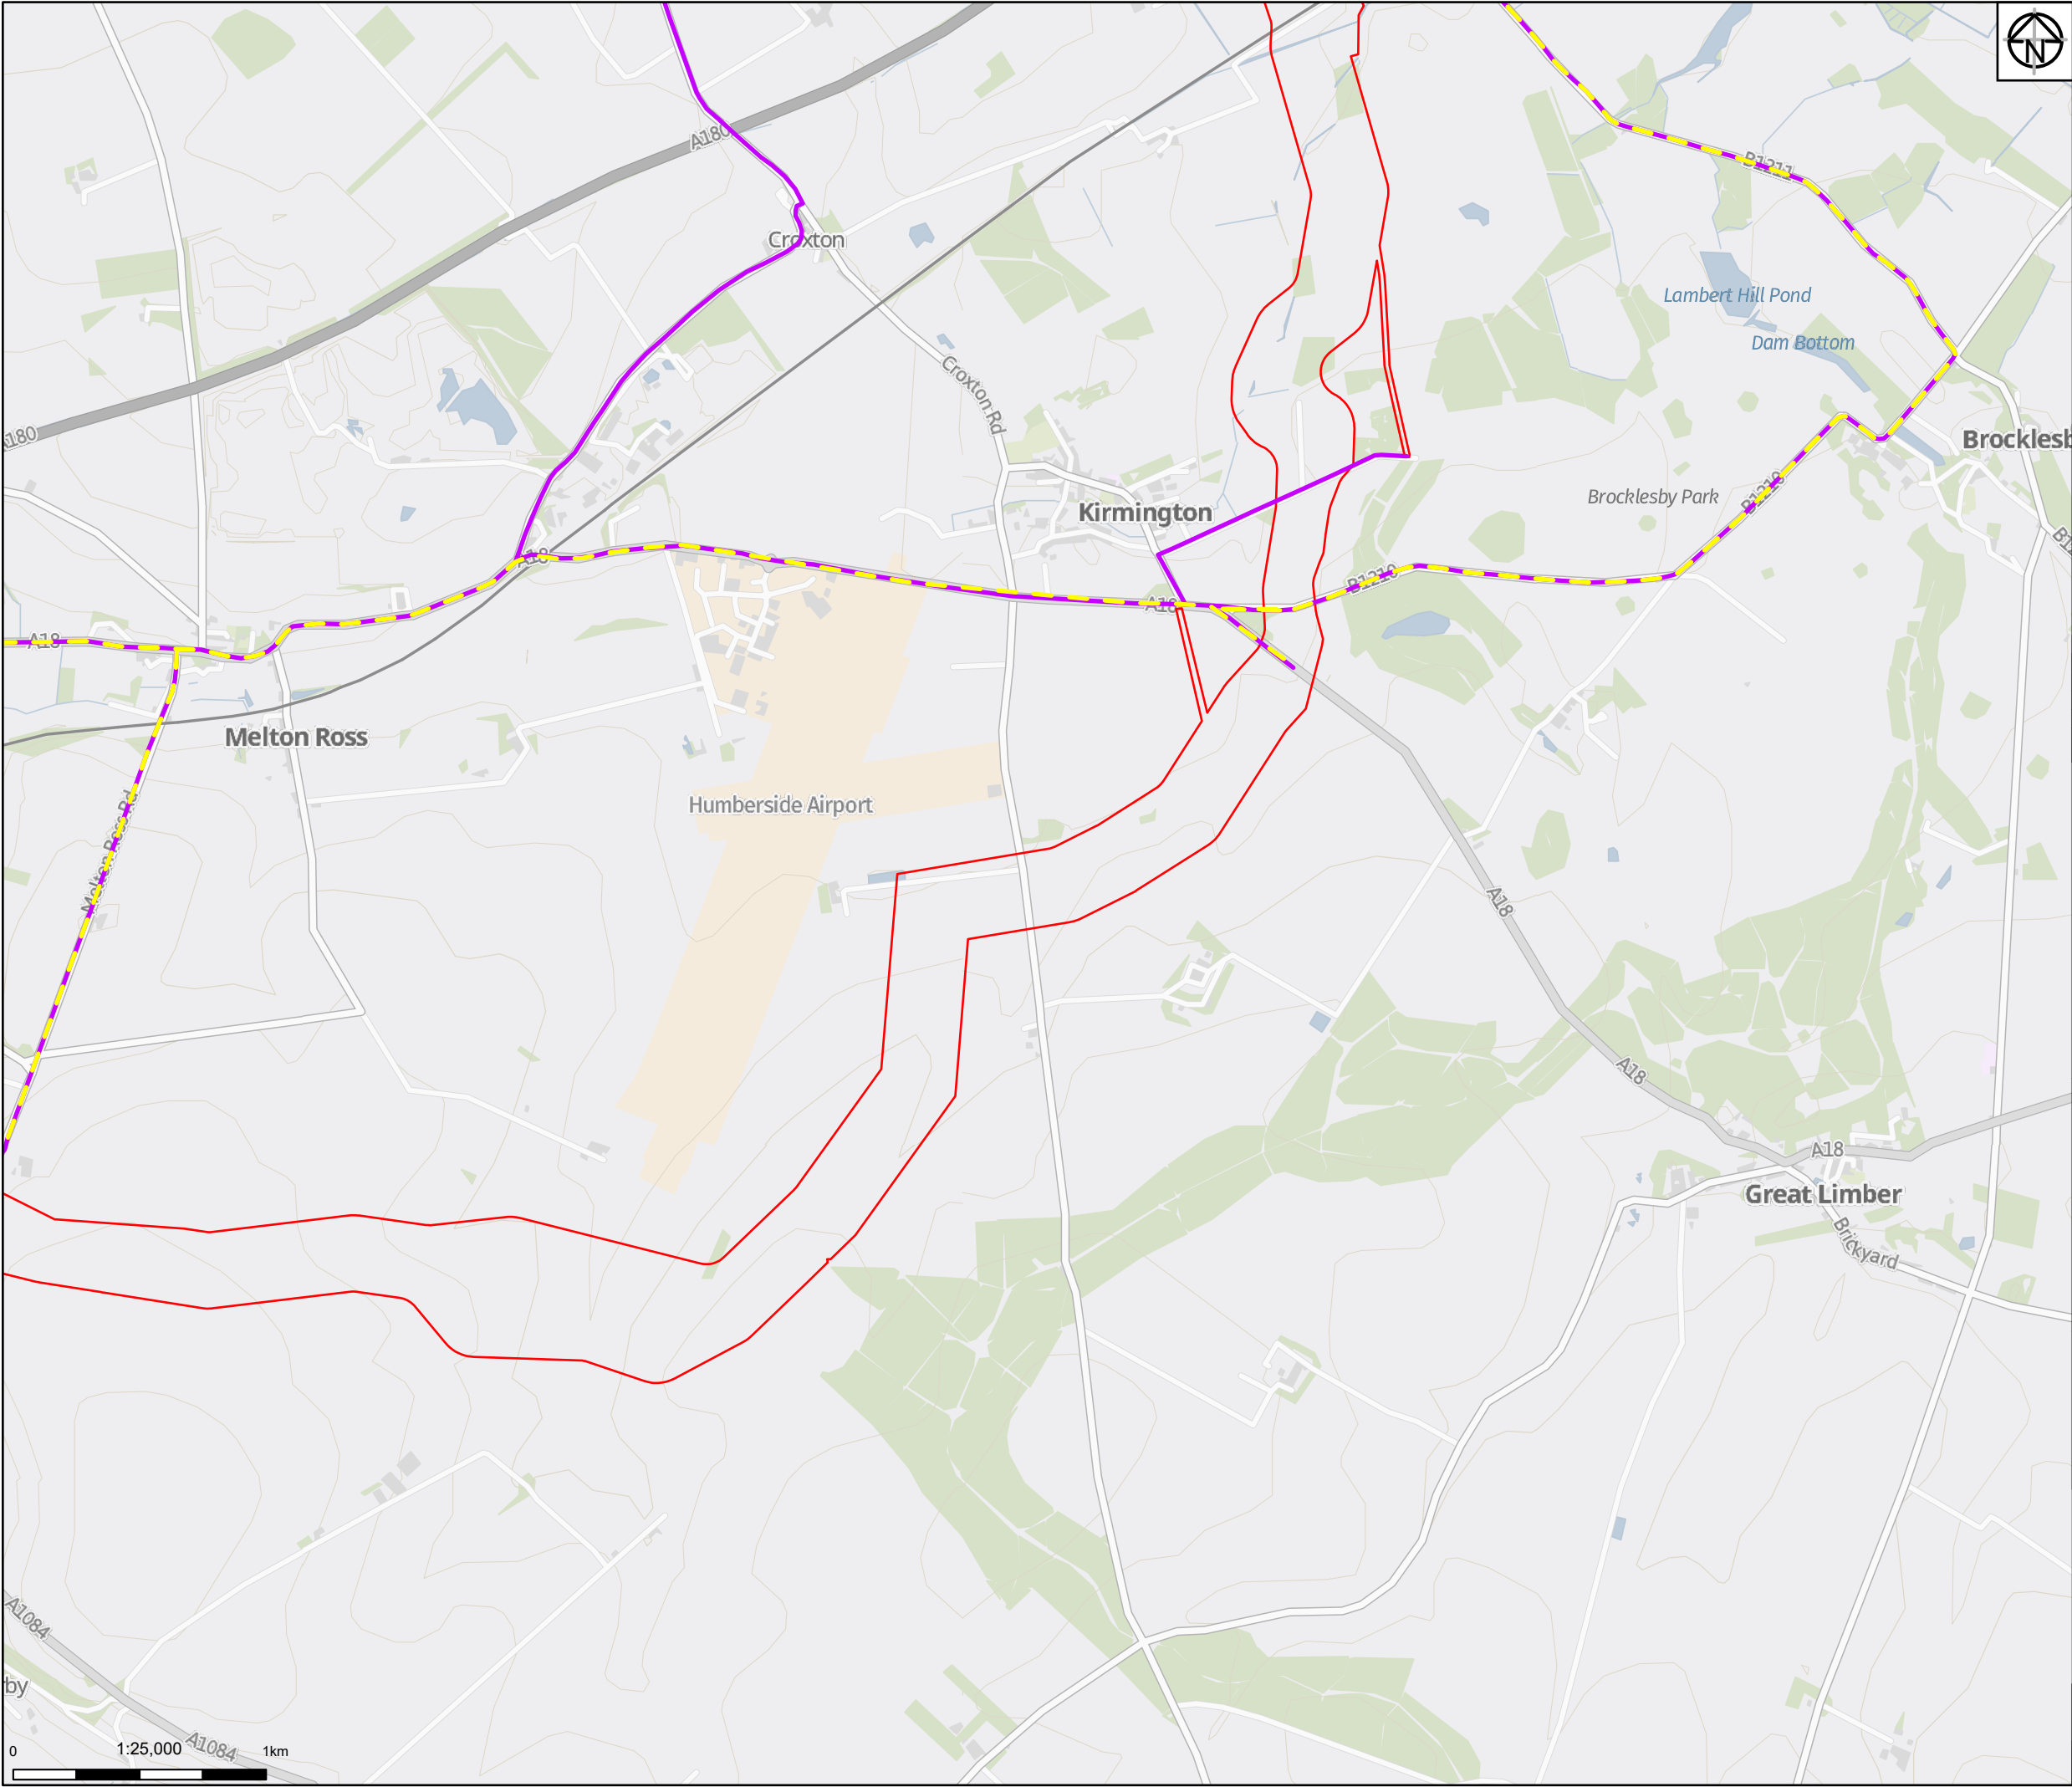 N
A180
B1211
Croxton
Lambert Hill Pond
Dam Bottom
Croxton Rd
A180
Brocklesb
B1210
Brocklesby Park
Kirmington
A18
B1210
A18
A18
Melton Ross
Humberside Airport
Melton Ross Rd
A18
A18
A18
Great Limber
Brickyard
A1084
by
A1084
0
1:25,000
1km